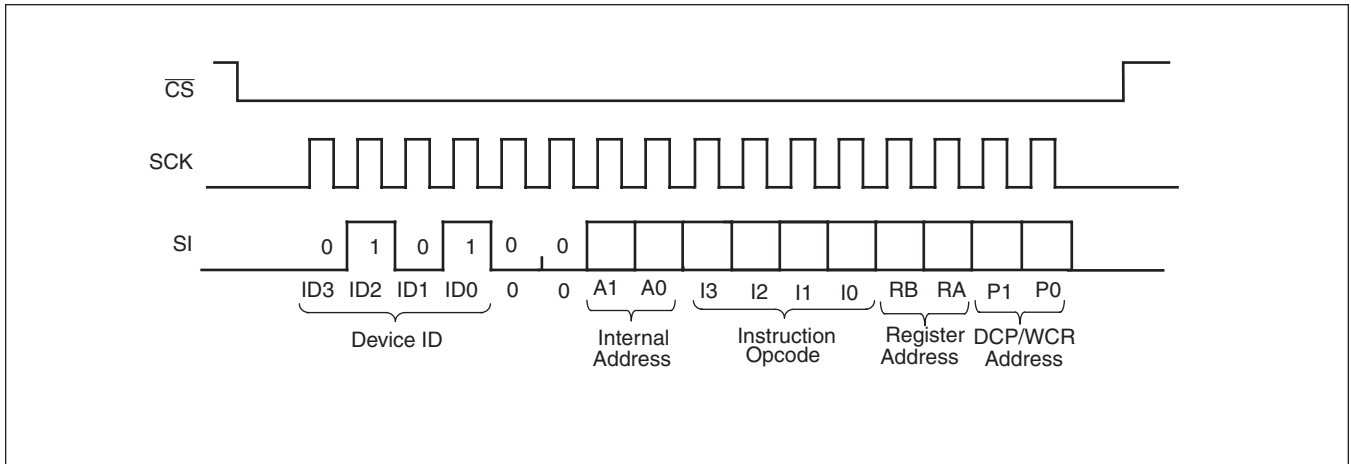 CS
SCK
SI 0 1 0 1 0 0
ID3 ID2 ID1 ID0 0 0 A1 A0 I3 I2 I1 I0 RB RA P1 P0
Device ID
Internal
Address
Instruction
Opcode
Register
Address
DCP/WCR
Address